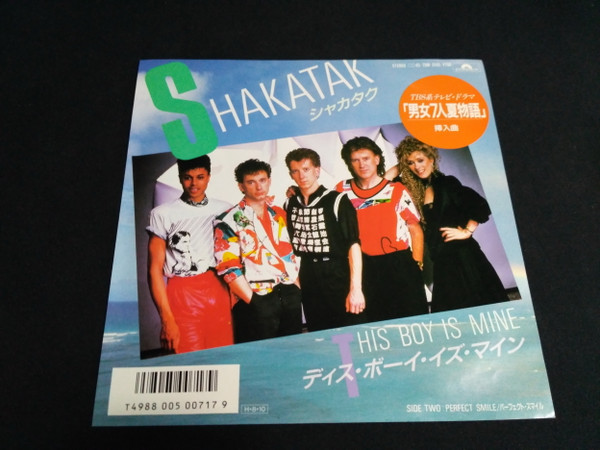 SHAKATAK
シャカタク
TBS系テレビ・ドラマ
「男女7人夏物語」
挿入曲
THIS BOY IS MINE
ディス・ボーイ・イズ・マイン
SIDE TWO PERFECT SMILE/パーフェクト・スマイル
T4988 005 00717 9